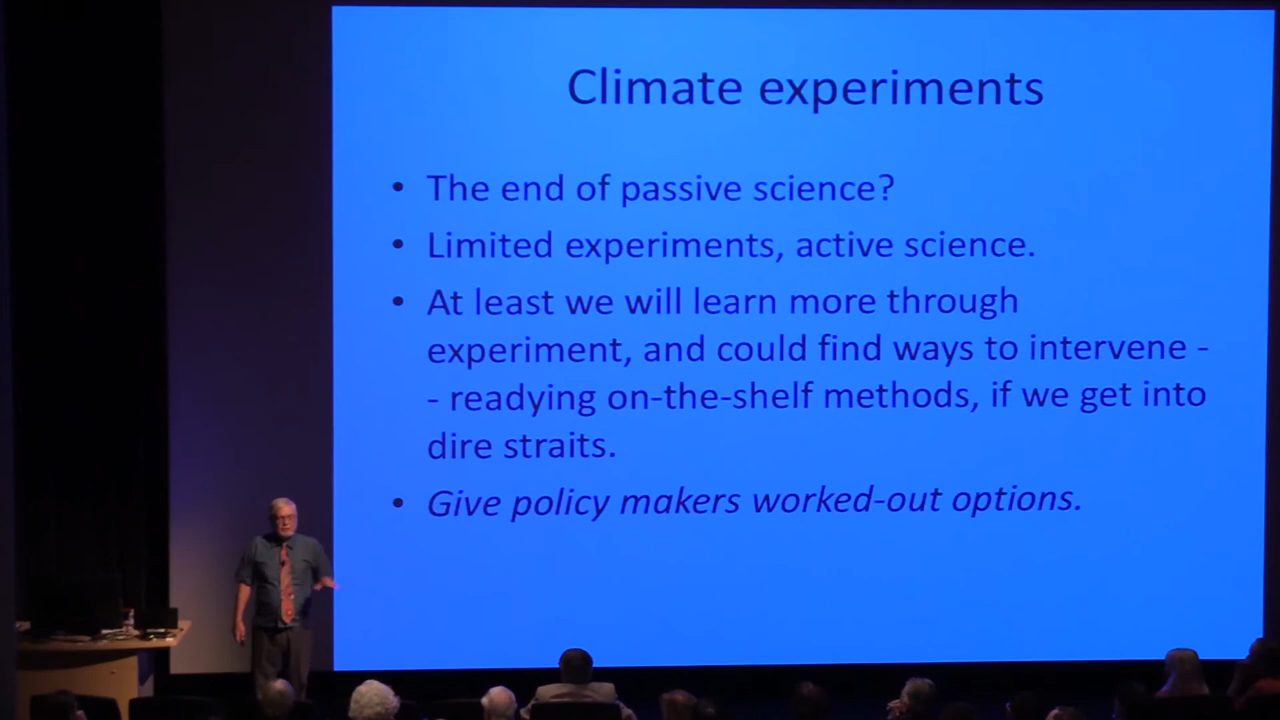 Climate experiments
• The end of passive science?
• Limited experiments, active science.
• At least we will learn more through
experiment, and could find ways to intervene -
- readying on-the-shelf methods, if we get into
dire straits.
• Give policy makers worked-out options.